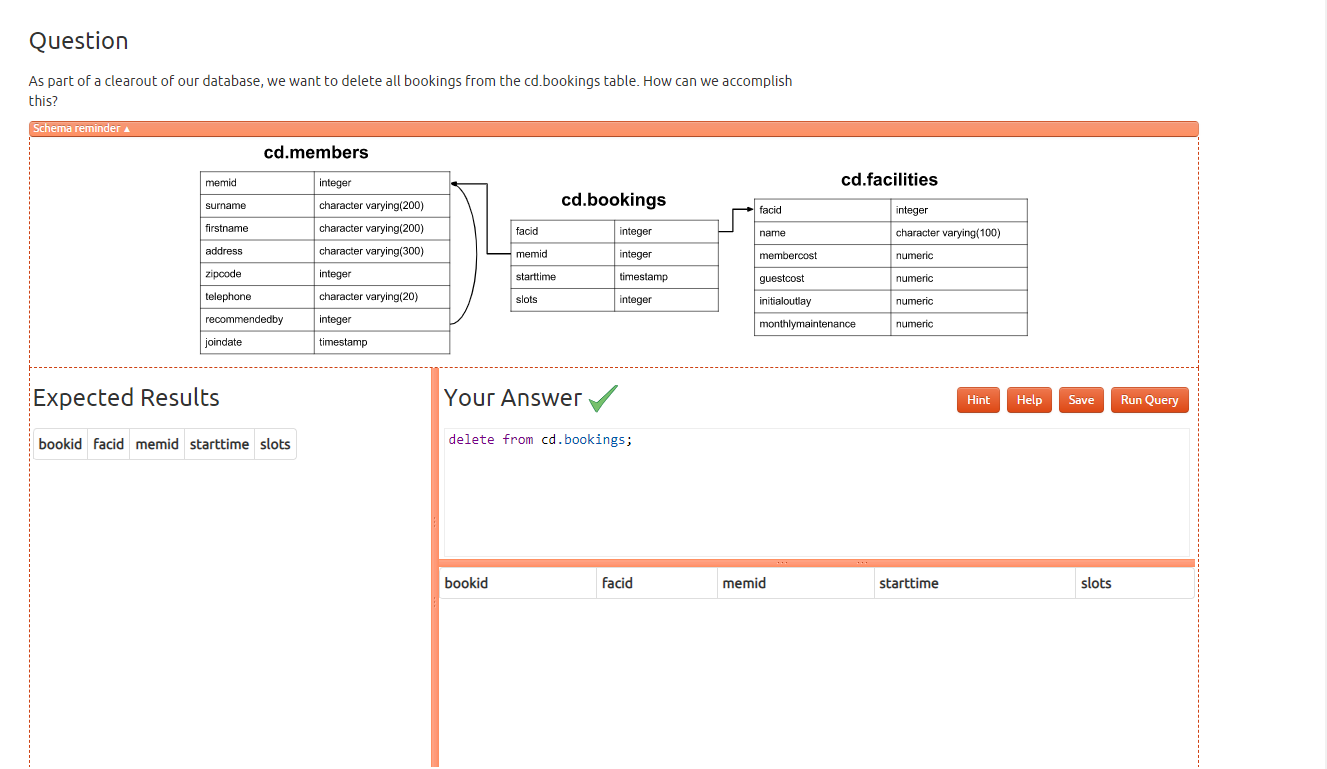 Question
As part of a clearout of our database, we want to delete all bookings from the cd.bookings table. How can we accomplish
this?
Schema reminder ▲
cd.members
memid integer
surname character varying(200)
firstname character varying(200)
address character varying(300)
zipcode integer
telephone character varying(20)
recommendedby integer
joindate timestamp
cd.bookings
facid integer
memid integer
starttime timestamp
slots integer
cd.facilities
facid integer
name character varying(100)
membercost numeric
guestcost numeric
initialoutlay numeric
monthlymaintenance numeric
Expected Results
bookid facid memid starttime slots
Your Answer
Hint Help Save Run Query
delete from cd.bookings;
bookid facid memid starttime slots